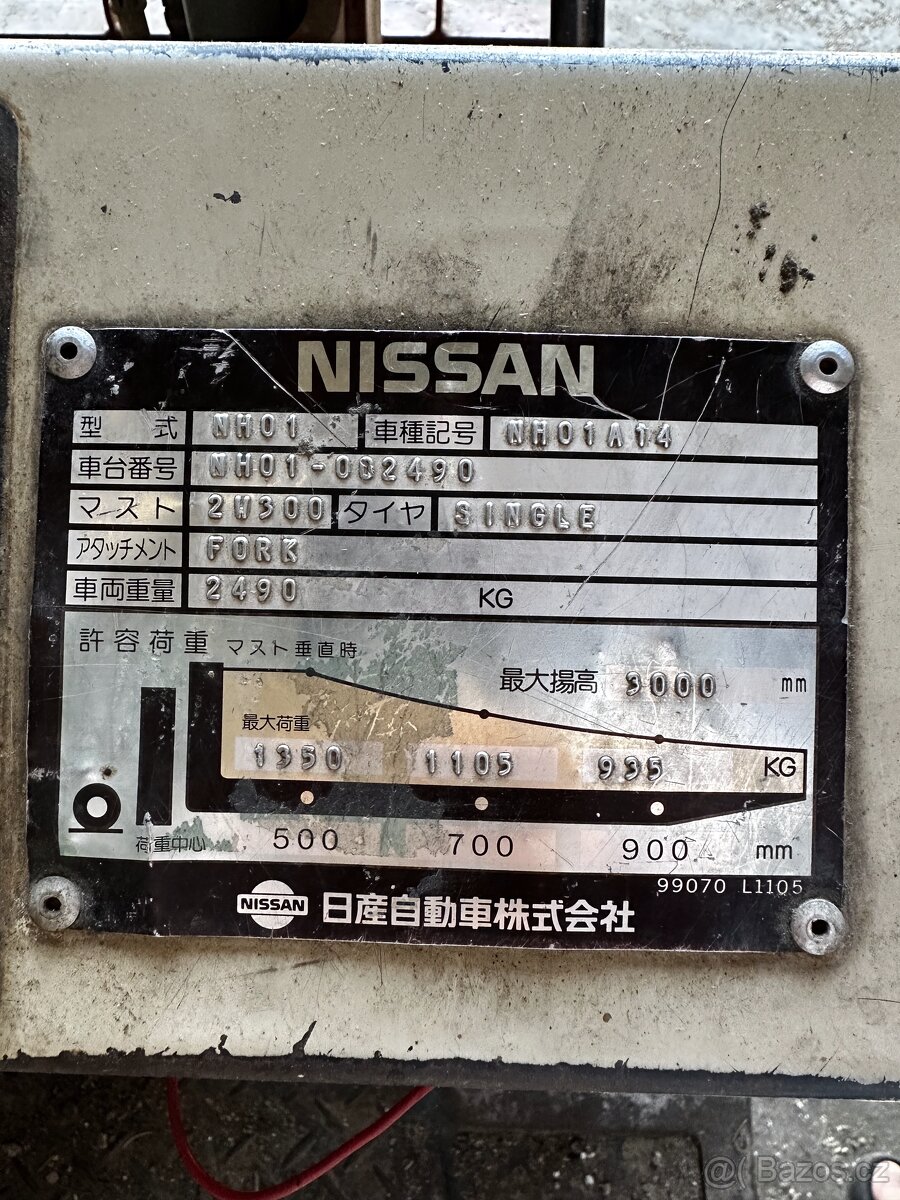 NISSAN
型 式 NH01 車種記号 NH01A14
車台番号 NH01-002490
マスト 2W300 タイヤ SINGLE
アタッチメント FORK
車両重量 2490 KG
許容荷重 マスト垂直時
最大揚高 3000 mm
最大荷重
1350 1105 935 KG
荷重中心 500 700 900 mm
99070 L1105
NISSAN 日産自動車株式会社
@( Bazos.cz